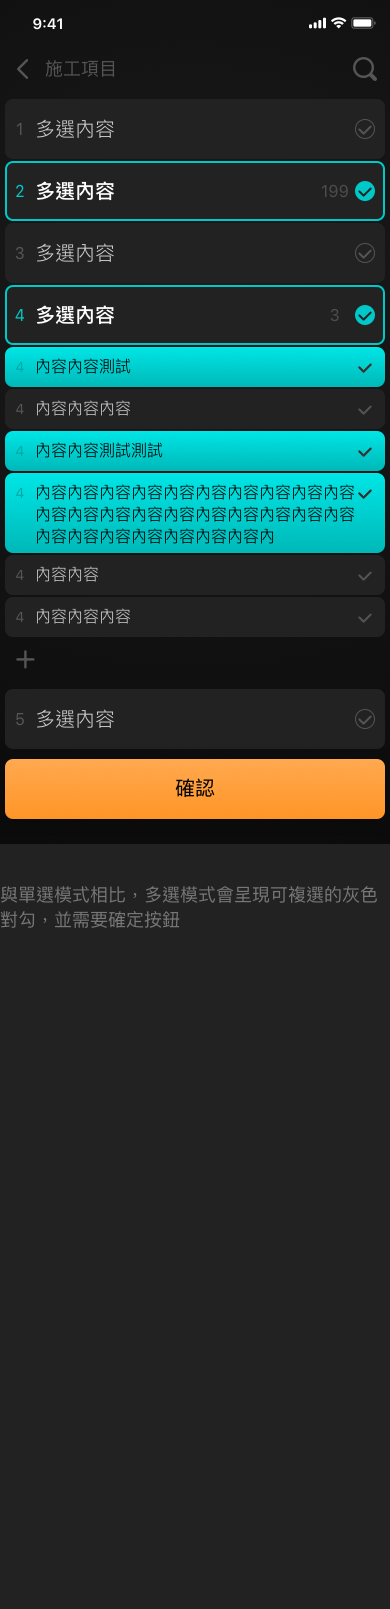 9:41
施工項目
1 多選內容
2 多選內容 199
3 多選內容
4 多選內容 3
4 內容內容測試
4 內容內容內容
4 內容內容測試測試
4 內容內容內容內容內容內容內容內容內容內容
內容內容內容內容內容內容內容內容內容內容
內容內容內容內容內容內容內容內
4 內容內容
4 內容內容內容
5 多選內容
確認
與單選模式相比，多選模式會呈現可複選的灰色
對勾，並需要確定按鈕